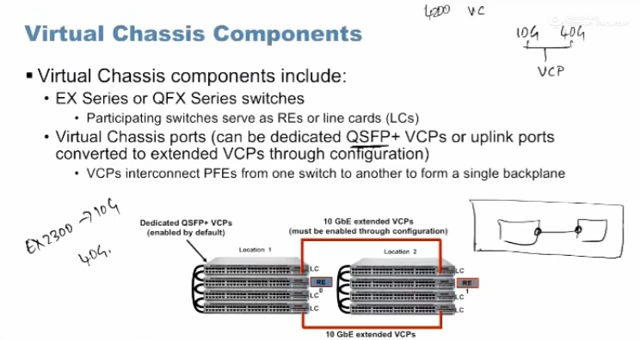 4200 VC
Virtual Chassis Components
10G 40G
VCP
▪ Virtual Chassis components include:
• EX Series or QFX Series switches
• Participating switches serve as REs or line cards (LCs)
• Virtual Chassis ports (can be dedicated QSFP+ VCPs or uplink ports
converted to extended VCPs through configuration)
• VCPs interconnect PFEs from one switch to another to form a single backplane
EX2300 → 10G
40G.
Dedicated QSFP+ VCPs
(enabled by default)
10 GbE extended VCPs
(must be enabled through configuration)
Location 1
Location 2
LC
LC
RE
0
RE
1
LC
LC
LC
LC
10 GbE extended VCPs